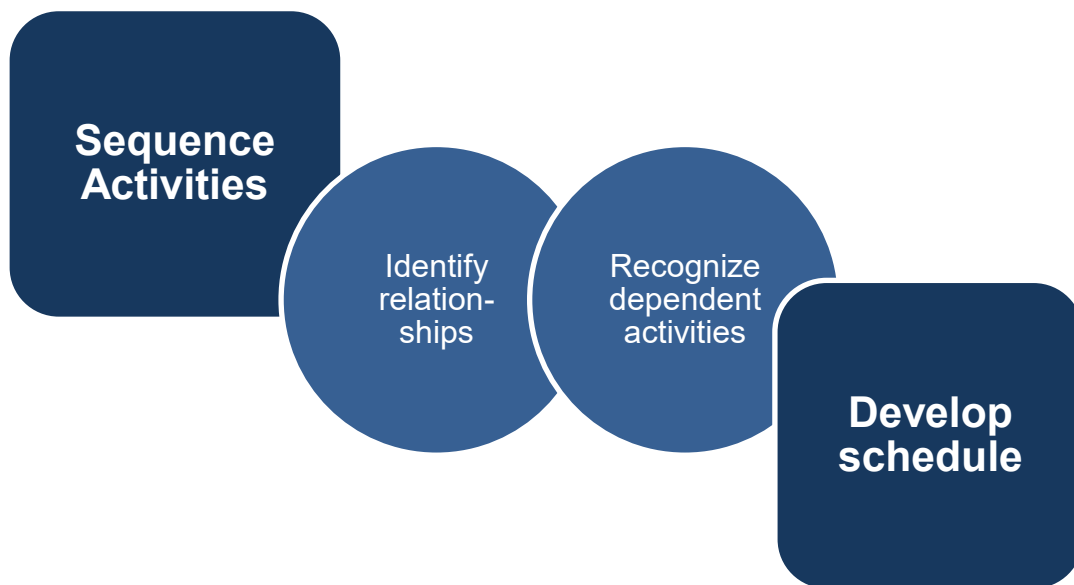 Sequence
Activities
Identify
relation-
ships
Recognize
dependent
activities
Develop
schedule